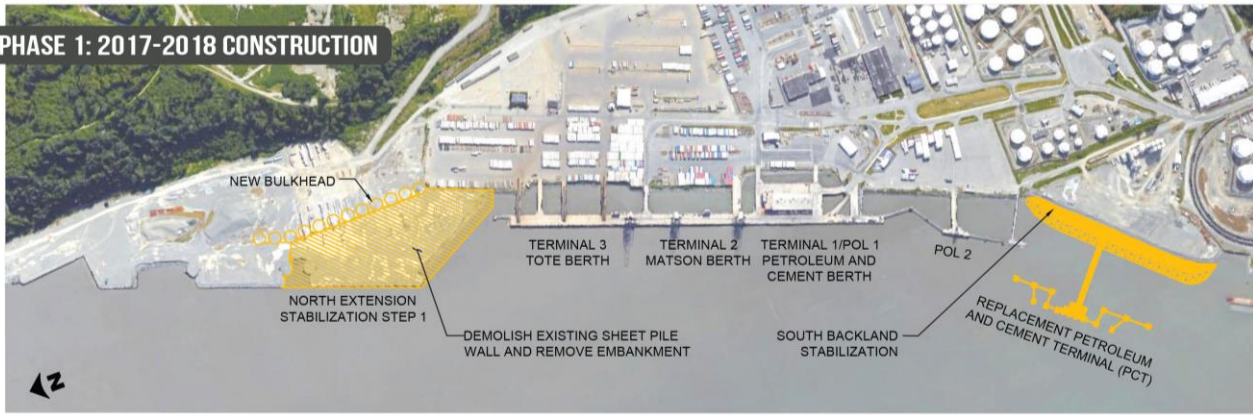 PHASE 1: 2017-2018 CONSTRUCTION
NEW BULKHEAD
TERMINAL 3
TOTE BERTH
TERMINAL 2
MATSON BERTH
TERMINAL 1/POL 1
PETROLEUM AND
CEMENT BERTH
POL 2
NORTH EXTENSION
STABILIZATION STEP 1
DEMOLISH EXISTING SHEET PILE
WALL AND REMOVE EMBANKMENT
SOUTH BACKLAND
STABILIZATION
REPLACEMENT PETROLEUM
AND CEMENT TERMINAL (PCT)
N